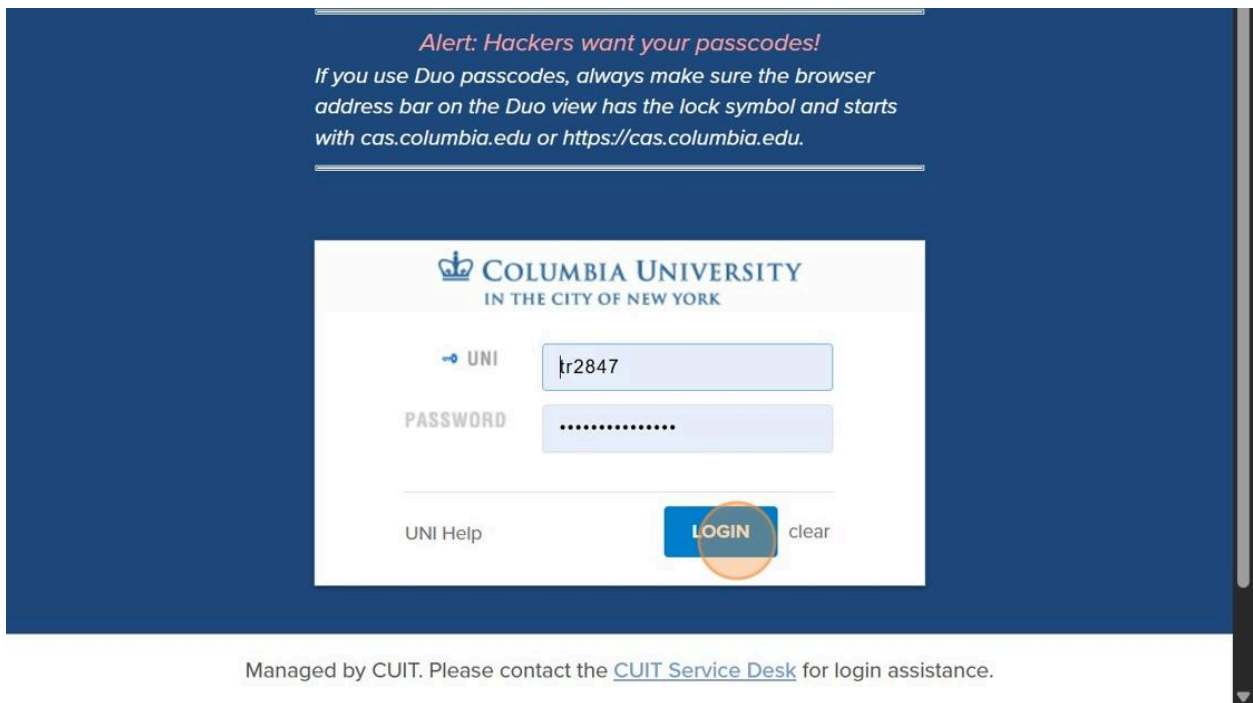 Alert: Hackers want your passcodes!
If you use Duo passcodes, always make sure the browser
address bar on the Duo view has the lock symbol and starts
with cas.columbia.edu or https://cas.columbia.edu.
COLUMBIA UNIVERSITY
IN THE CITY OF NEW YORK
UNI
tr2847
PASSWORD
•••••••••••••••
UNI Help
LOGIN
clear
Managed by CUIT. Please contact the CUIT Service Desk for login assistance.